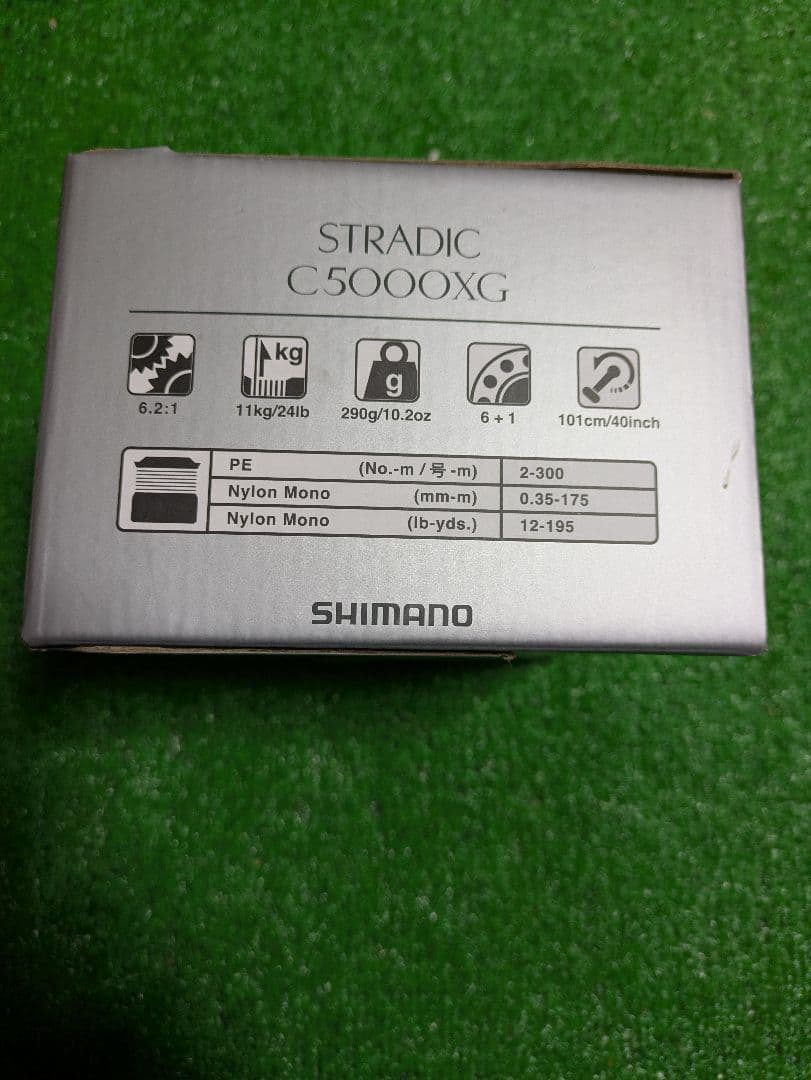 STRADIC
C5000XG
kg
g
6.2:1
11kg/24lb
290g/10.2oz
6+1
101cm/40inch
PE (No.-m/号-m) 2-300
Nylon Mono (mm-m) 0.35-175
Nylon Mono (lb-yds.) 12-195
SHIMANO